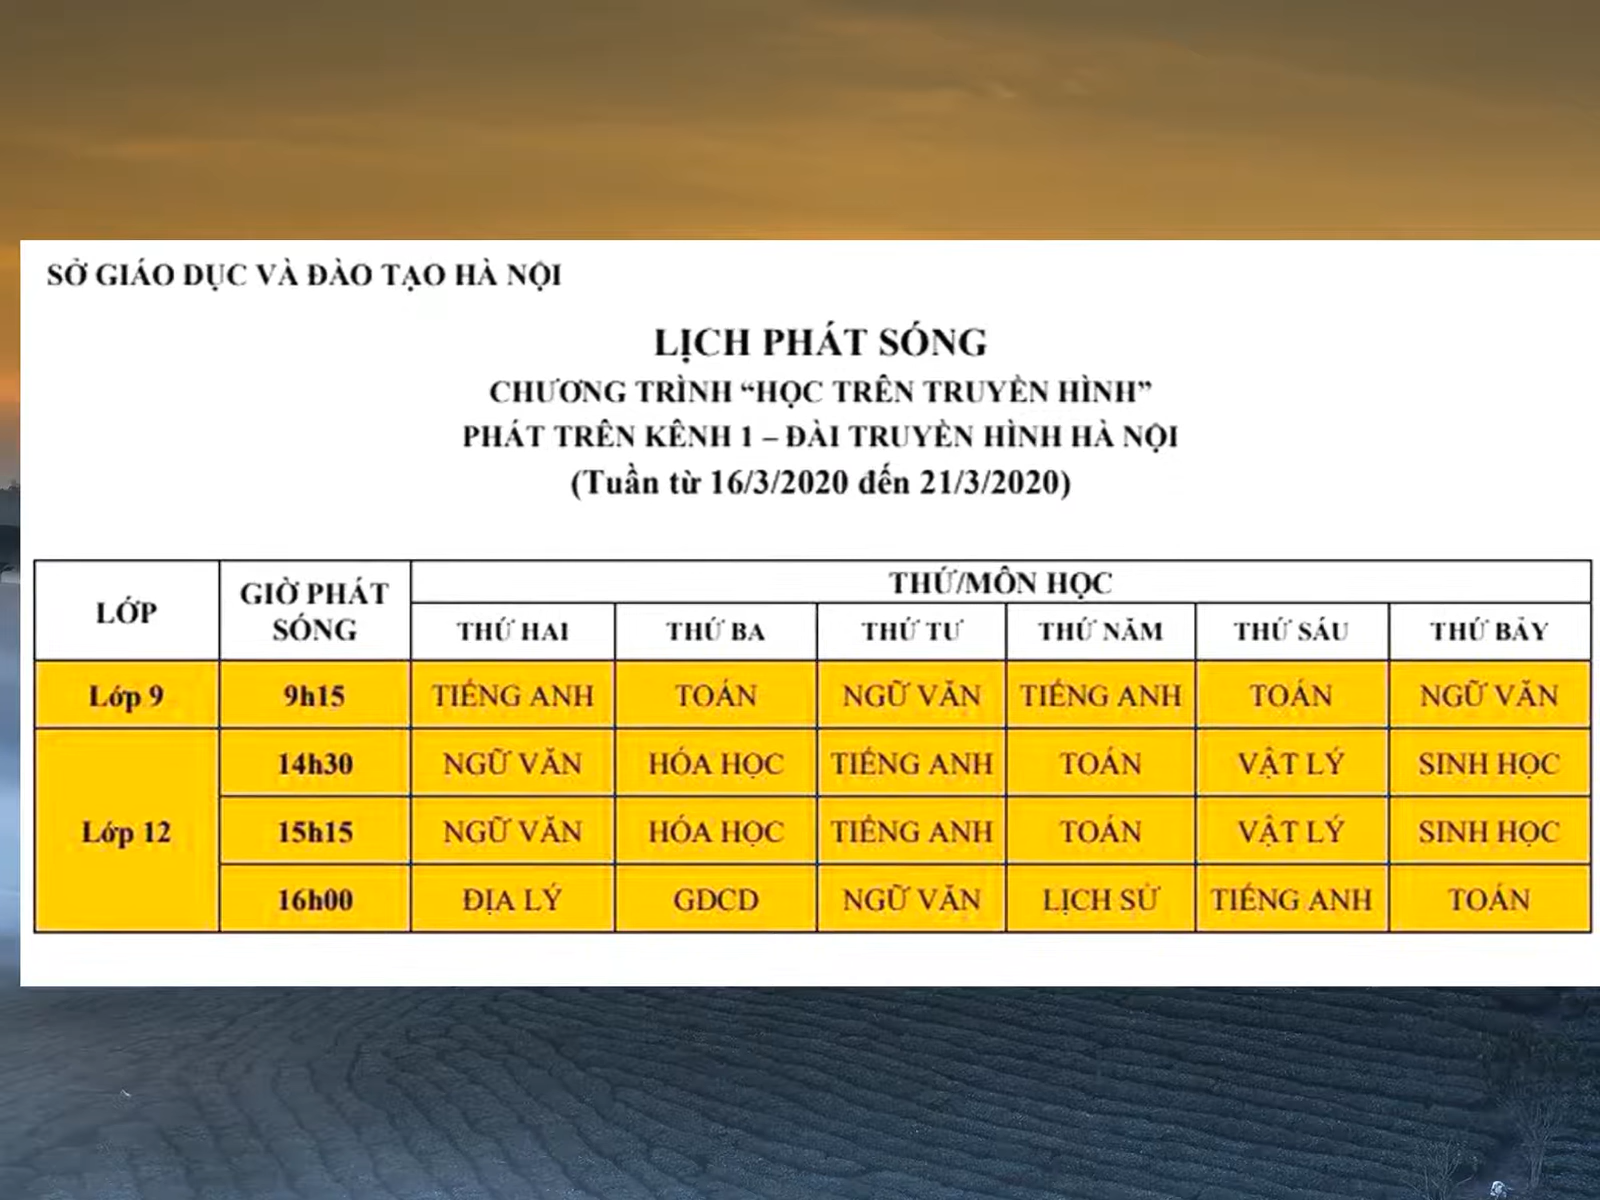 SỞ GIÁO DỤC VÀ ĐÀO TẠO HÀ NỘI
LỊCH PHÁT SÓNG
CHƯƠNG TRÌNH “HỌC TRÊN TRUYỀN HÌNH”
PHÁT TRÊN KÊNH 1 – ĐÀI TRUYỀN HÌNH HÀ NỘI
(Tuần từ 16/3/2020 đến 21/3/2020)
LỚP GIỜ PHÁT SÓNG THỨ/MÔN HỌC
THỨ HAI THỨ BA THỨ TƯ THỨ NĂM THỨ SÁU THỨ BẢY
Lớp 9 9h15 TIẾNG ANH TOÁN NGỮ VĂN TIẾNG ANH TOÁN NGỮ VĂN
Lớp 12 14h30 NGỮ VĂN HÓA HỌC TIẾNG ANH TOÁN VẬT LÝ SINH HỌC
15h15 NGỮ VĂN HÓA HỌC TIẾNG ANH TOÁN VẬT LÝ SINH HỌC
16h00 ĐỊA LÝ GDCD NGỮ VĂN LỊCH SỬ TIẾNG ANH TOÁN